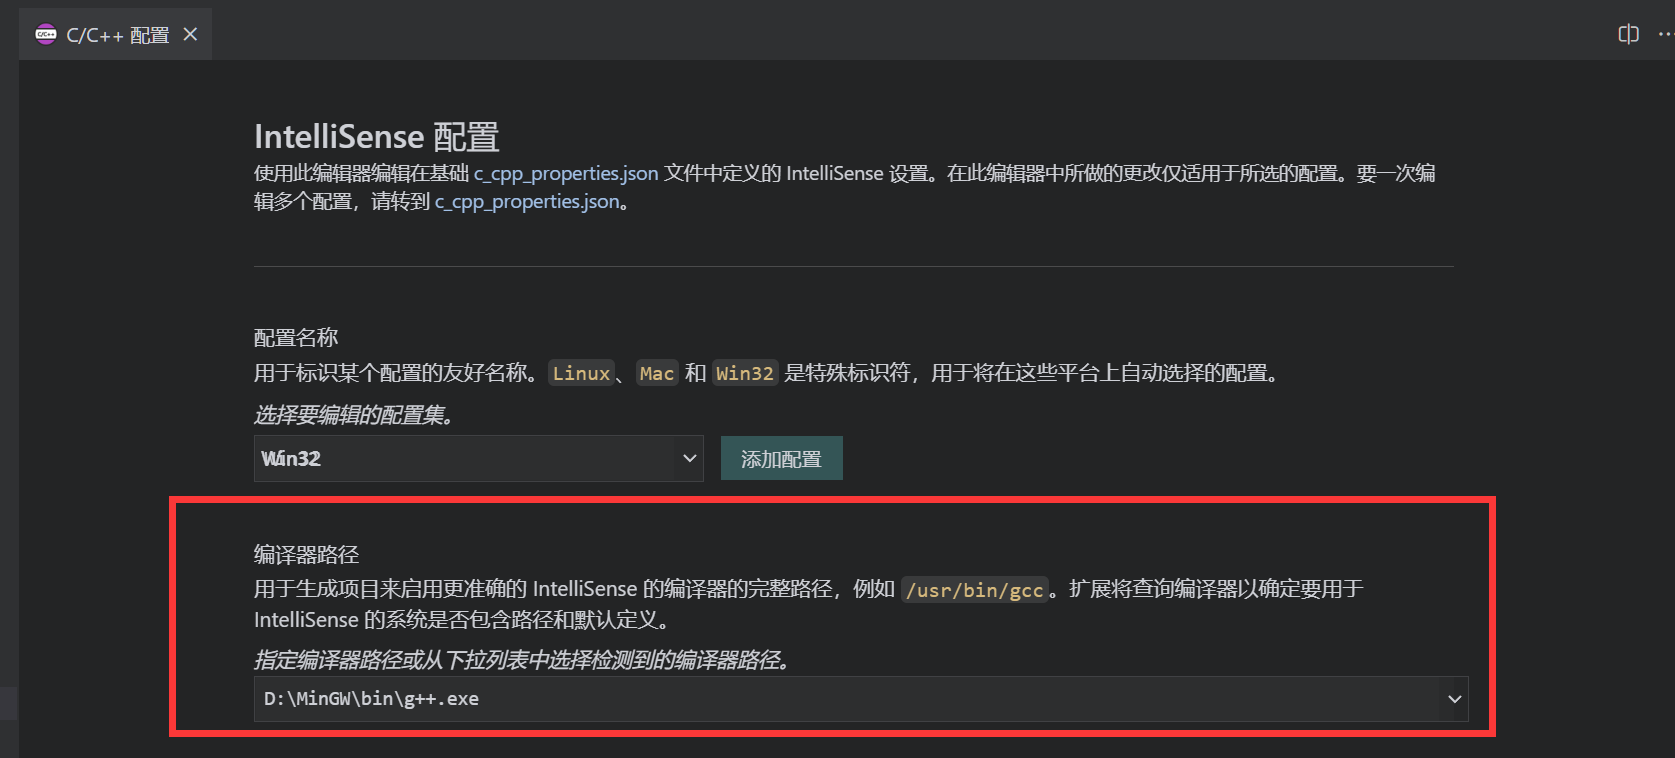 C/C++ 配置
IntelliSense 配置
使用此编辑器编辑在基础 c_cpp_properties.json 文件中定义的 IntelliSense 设置。在此编辑器中所做的更改仅适用于所选的配置。要一次编
辑多个配置，请转到 c_cpp_properties.json。
配置名称
用于标识某个配置的友好名称。Linux、Mac 和 Win32 是特殊标识符，用于将在这些平台上自动选择的配置。
选择要编辑的配置集。
Win32
添加配置
编译器路径
用于生成项目来启用更准确的 IntelliSense 的编译器的完整路径，例如 /usr/bin/gcc。扩展将查询编译器以确定要用于
IntelliSense 的系统是否包含路径和默认定义。
指定编译器路径或从下拉列表中选择检测到的编译器路径。
D:\MinGW\bin\g++.exe